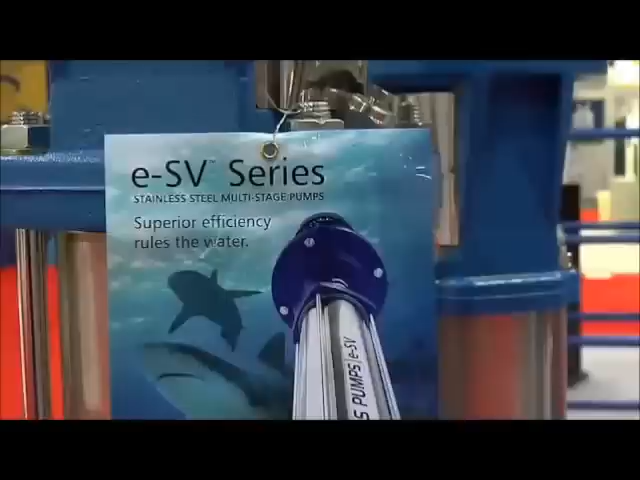 e-SV™ Series
STAINLESS STEEL MULTI-STAGE PUMPS
Superior efficiency
rules the water.
S PUMPS|e-SV